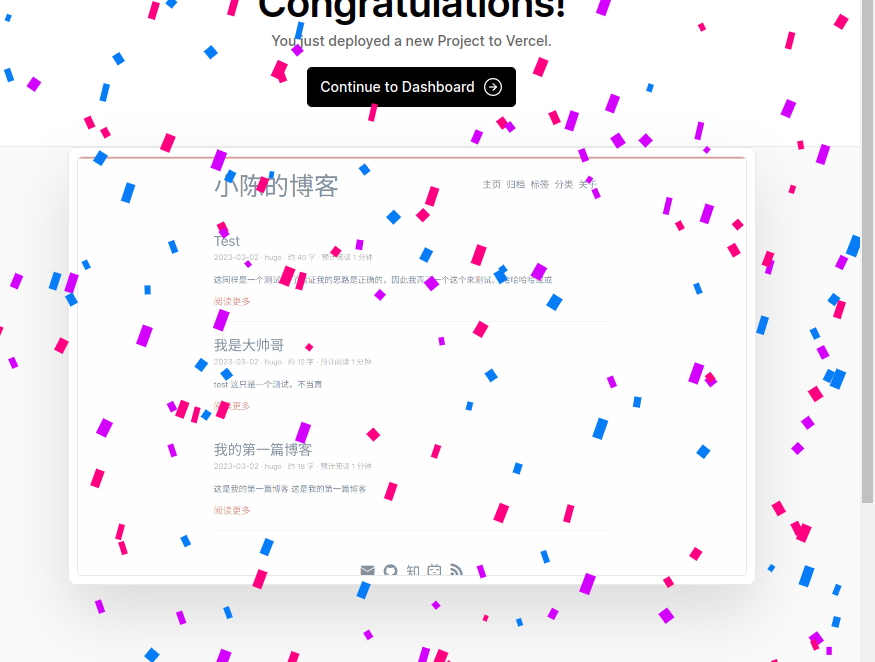 Congratulations!
You just deployed a new Project to Vercel.
Continue to Dashboard
小陈的博客
主页 归档 标签 分类 关于
Test
2023-03-02 · hugo · 约 40 字 · 预计阅读 1 分钟
这同样是一个测试 证我的思路是正确的，因此我 一个这个来测试。 哈哈哈 或
阅读更多
我是大帅哥
2023-03-02 · hugo · 约 12 字 · 预计阅读 1 分钟
test 这只是一个测试，不当真
阅读更多
我的第一篇博客
2023-03-02 · hugo · 约 18 字 · 预计阅读 1 分钟
这是我的第一篇博客 这是我的第一篇博客
阅读更多
知